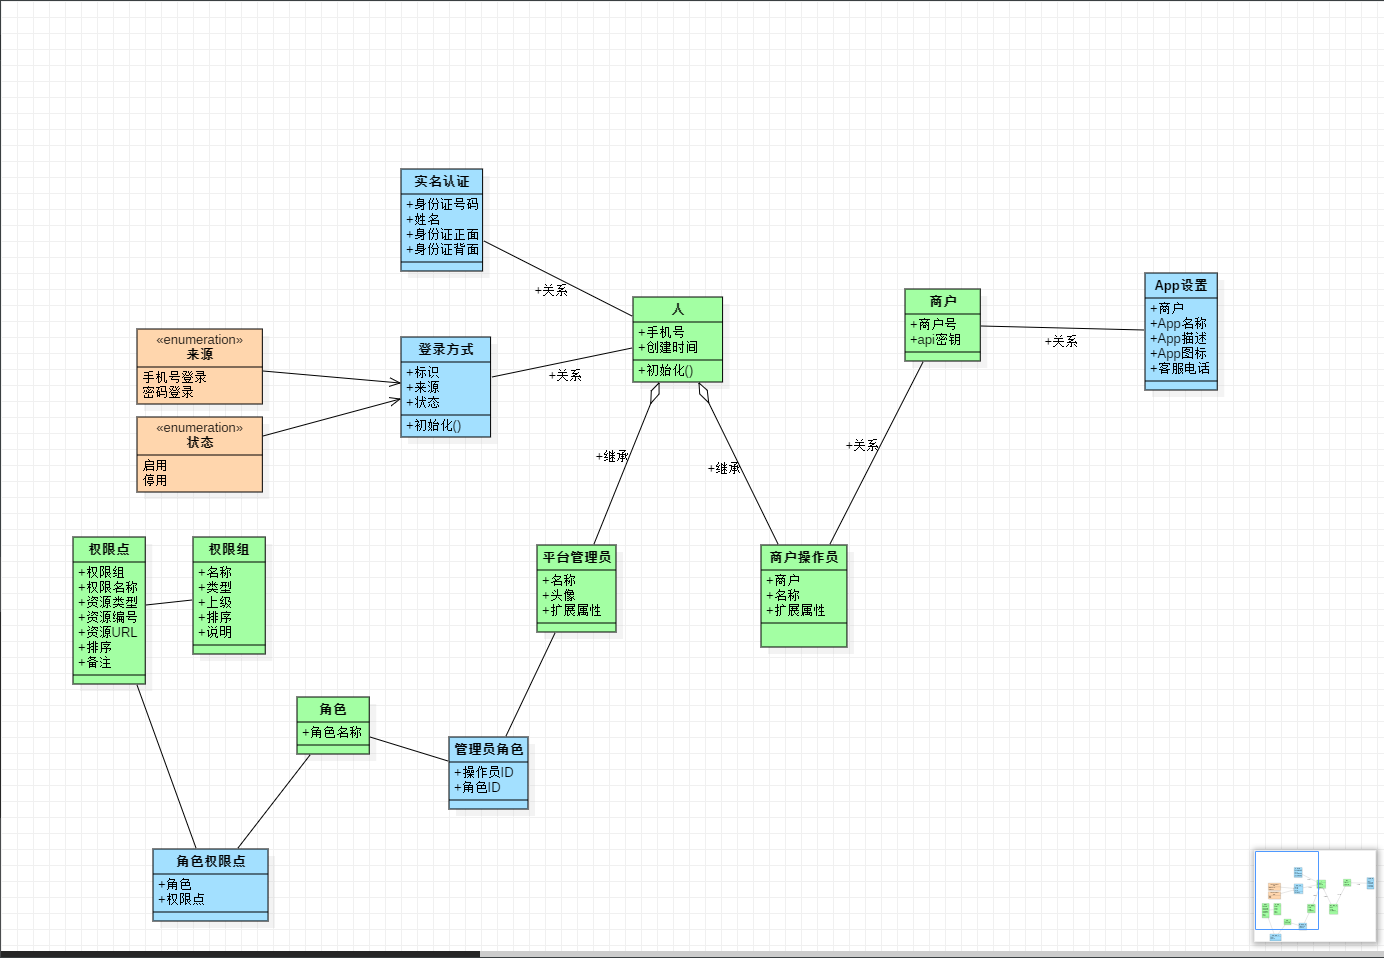 实名认证
+身份证号码
+姓名
+身份证正面
+身份证背面
+关系
人
+手机号
+创建时间
+初始化()
商户
+商户号
+api密钥
+关系
App设置
+商户
+App名称
+App描述
+App图标
+客服电话
«enumeration»
来源
手机号登录
密码登录
登录方式
+标识
+来源
+状态
+初始化()
+关系
«enumeration»
状态
启用
停用
+继承
+继承
+关系
权限点
+权限组
+权限名称
+资源类型
+资源编号
+资源URL
+排序
+备注
权限组
+名称
+类型
+上级
+排序
+说明
平台管理员
+名称
+头像
+扩展属性
商户操作员
+商户
+名称
+扩展属性
角色
+角色名称
管理员角色
+操作员ID
+角色ID
角色权限点
+角色
+权限点